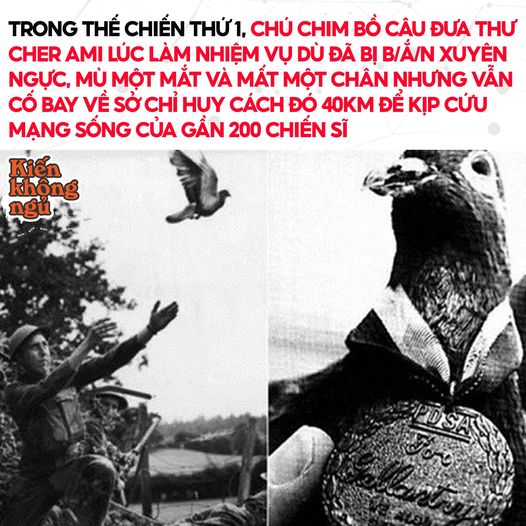 TRONG THẾ CHIẾN THỨ 1, CHÚ CHIM BỒ CÂU ĐƯA THƯ
CHER AMI LÚC LÀM NHIỆM VỤ DÙ ĐÃ BỊ B/Ắ/N XUYÊN
NGỰC, MÙ MỘT MẮT VÀ MẤT MỘT CHÂN NHƯNG VẪN
CỐ BAY VỀ SỞ CHỈ HUY CÁCH ĐÓ 40KM ĐỂ KỊP CỨU
MẠNG SỐNG CỦA GẦN 200 CHIẾN SĨ
Kiến
không
ngủ
PDSA
For
Gallantry